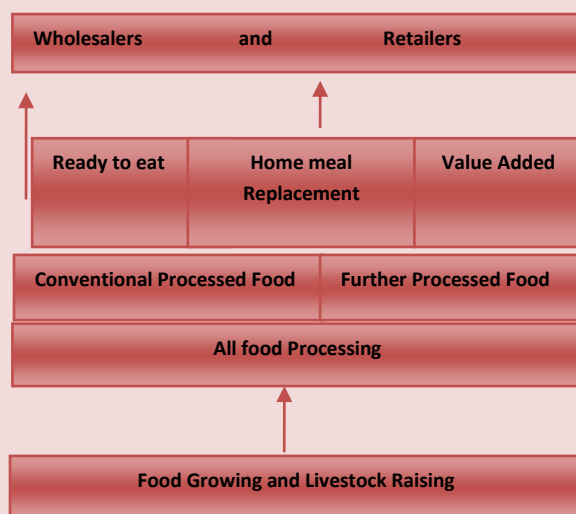 Wholesalers and Retailers
Ready to eat
Home meal
Replacement
Value Added
Conventional Processed Food
Further Processed Food
All food Processing
Food Growing and Livestock Raising